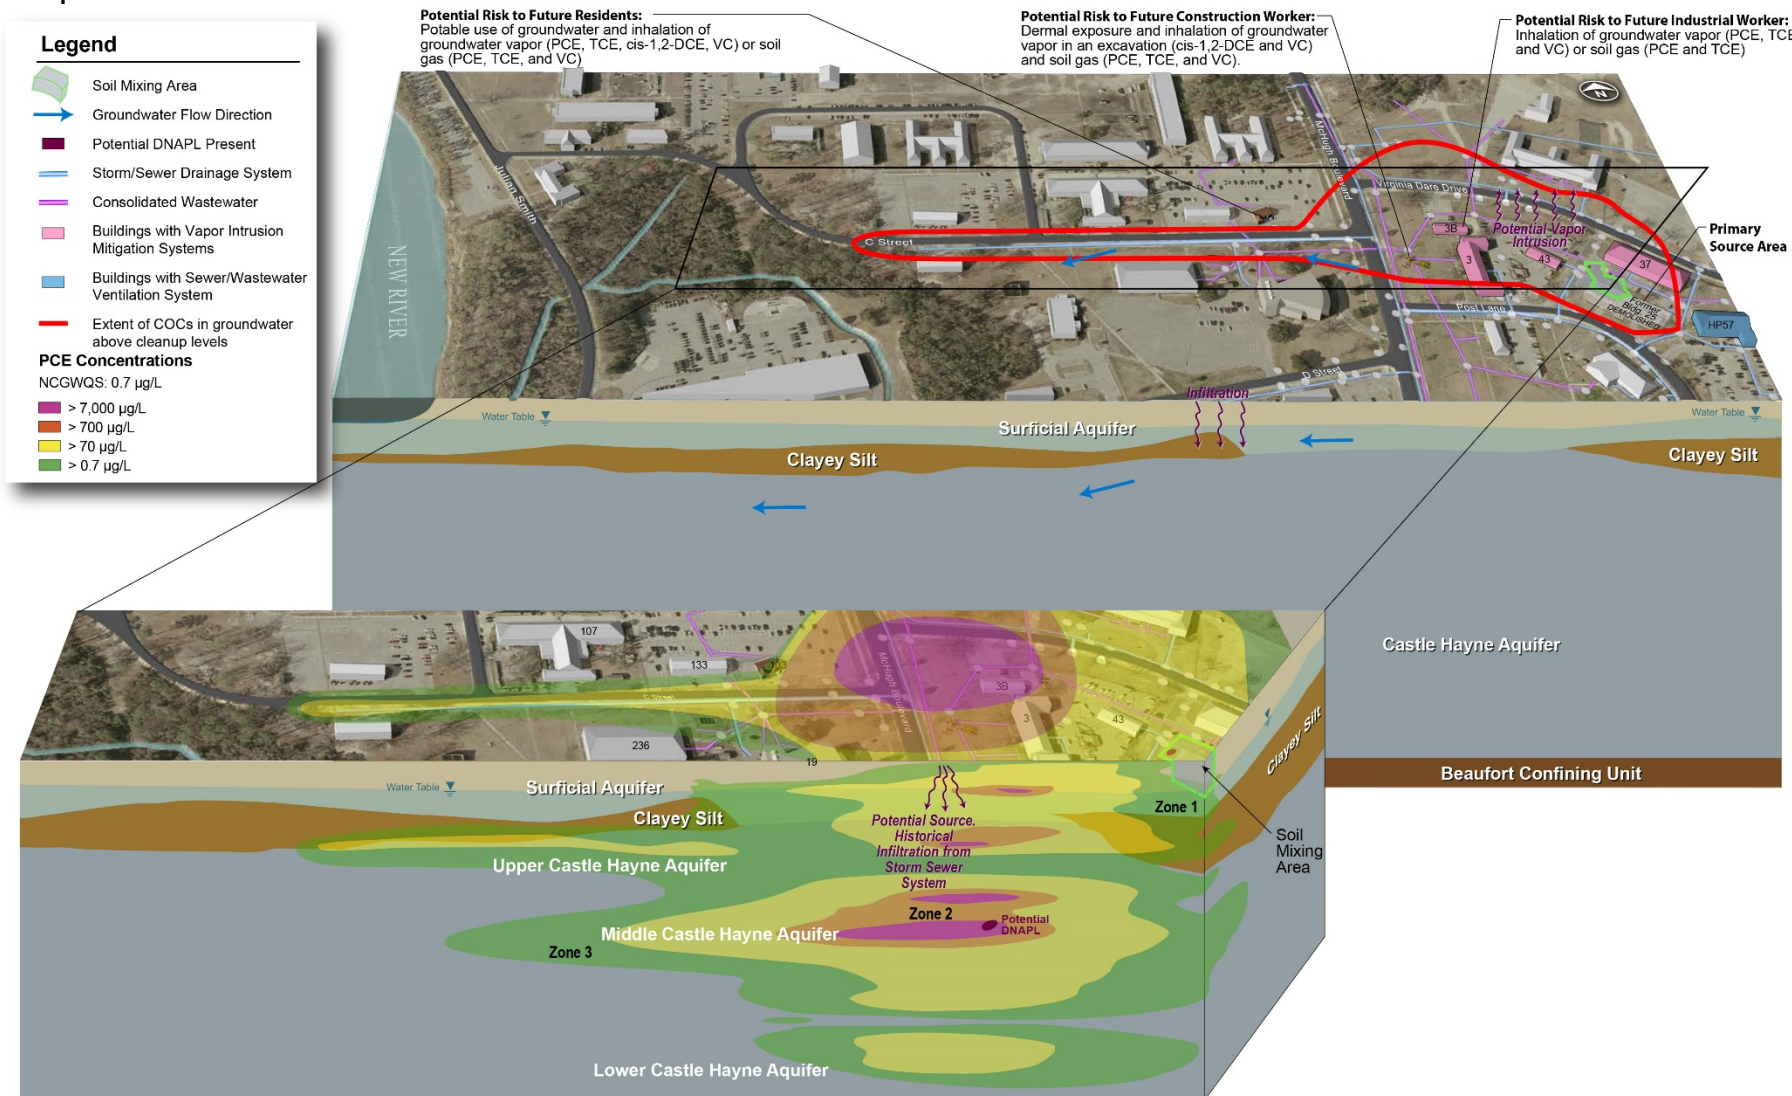 Legend
Soil Mixing Area
Groundwater Flow Direction
Potential DNAPL Present
Storm/Sewer Drainage System
Consolidated Wastewater
Buildings with Vapor Intrusion
Mitigation Systems
Buildings with Sewer/Wastewater
Ventilation System
Extent of COCs in groundwater
above cleanup levels
PCE Concentrations
NCGWQS: 0.7 µg/L
> 7,000 µg/L
> 700 µg/L
> 70 µg/L
> 0.7 µg/L
Potential Risk to Future Residents:
Potable use of groundwater and inhalation of
groundwater vapor (PCE, TCE, cis-1,2-DCE, VC) or soil
gas (PCE, TCE, and VC)
Potential Risk to Future Construction Worker:
Dermal exposure and inhalation of groundwater
vapor in an excavation (cis-1,2-DCE and VC)
and soil gas (PCE, TCE, and VC).
Potential Risk to Future Industrial Worker:
Inhalation of groundwater vapor (PCE, TCE
and VC) or soil gas (PCE and TCE)
N
NEW RIVER
Julian Smith
C Street
McHugh Boulevard
Virginia Dare Drive
Post Lane
D Street
3B
3
43
37
HP57
Potential Vapor
Intrusion
Former
Bldg. 25
DEMOLISHED
Primary
Source Area
Infiltration
Water Table
Water Table
Surficial Aquifer
Clayey Silt
Clayey Silt
Castle Hayne Aquifer
Beaufort Confining Unit
107
133
103
C Street
McHugh Boulevard
3B
3
43
236
19
Water Table
Surficial Aquifer
Clayey Silt
Clayey Silt
Upper Castle Hayne Aquifer
Potential Source.
Historical
Infiltration from
Storm Sewer
System
Zone 1
Soil
Mixing
Area
Zone 2
Potential
DNAPL
Middle Castle Hayne Aquifer
Zone 3
Lower Castle Hayne Aquifer